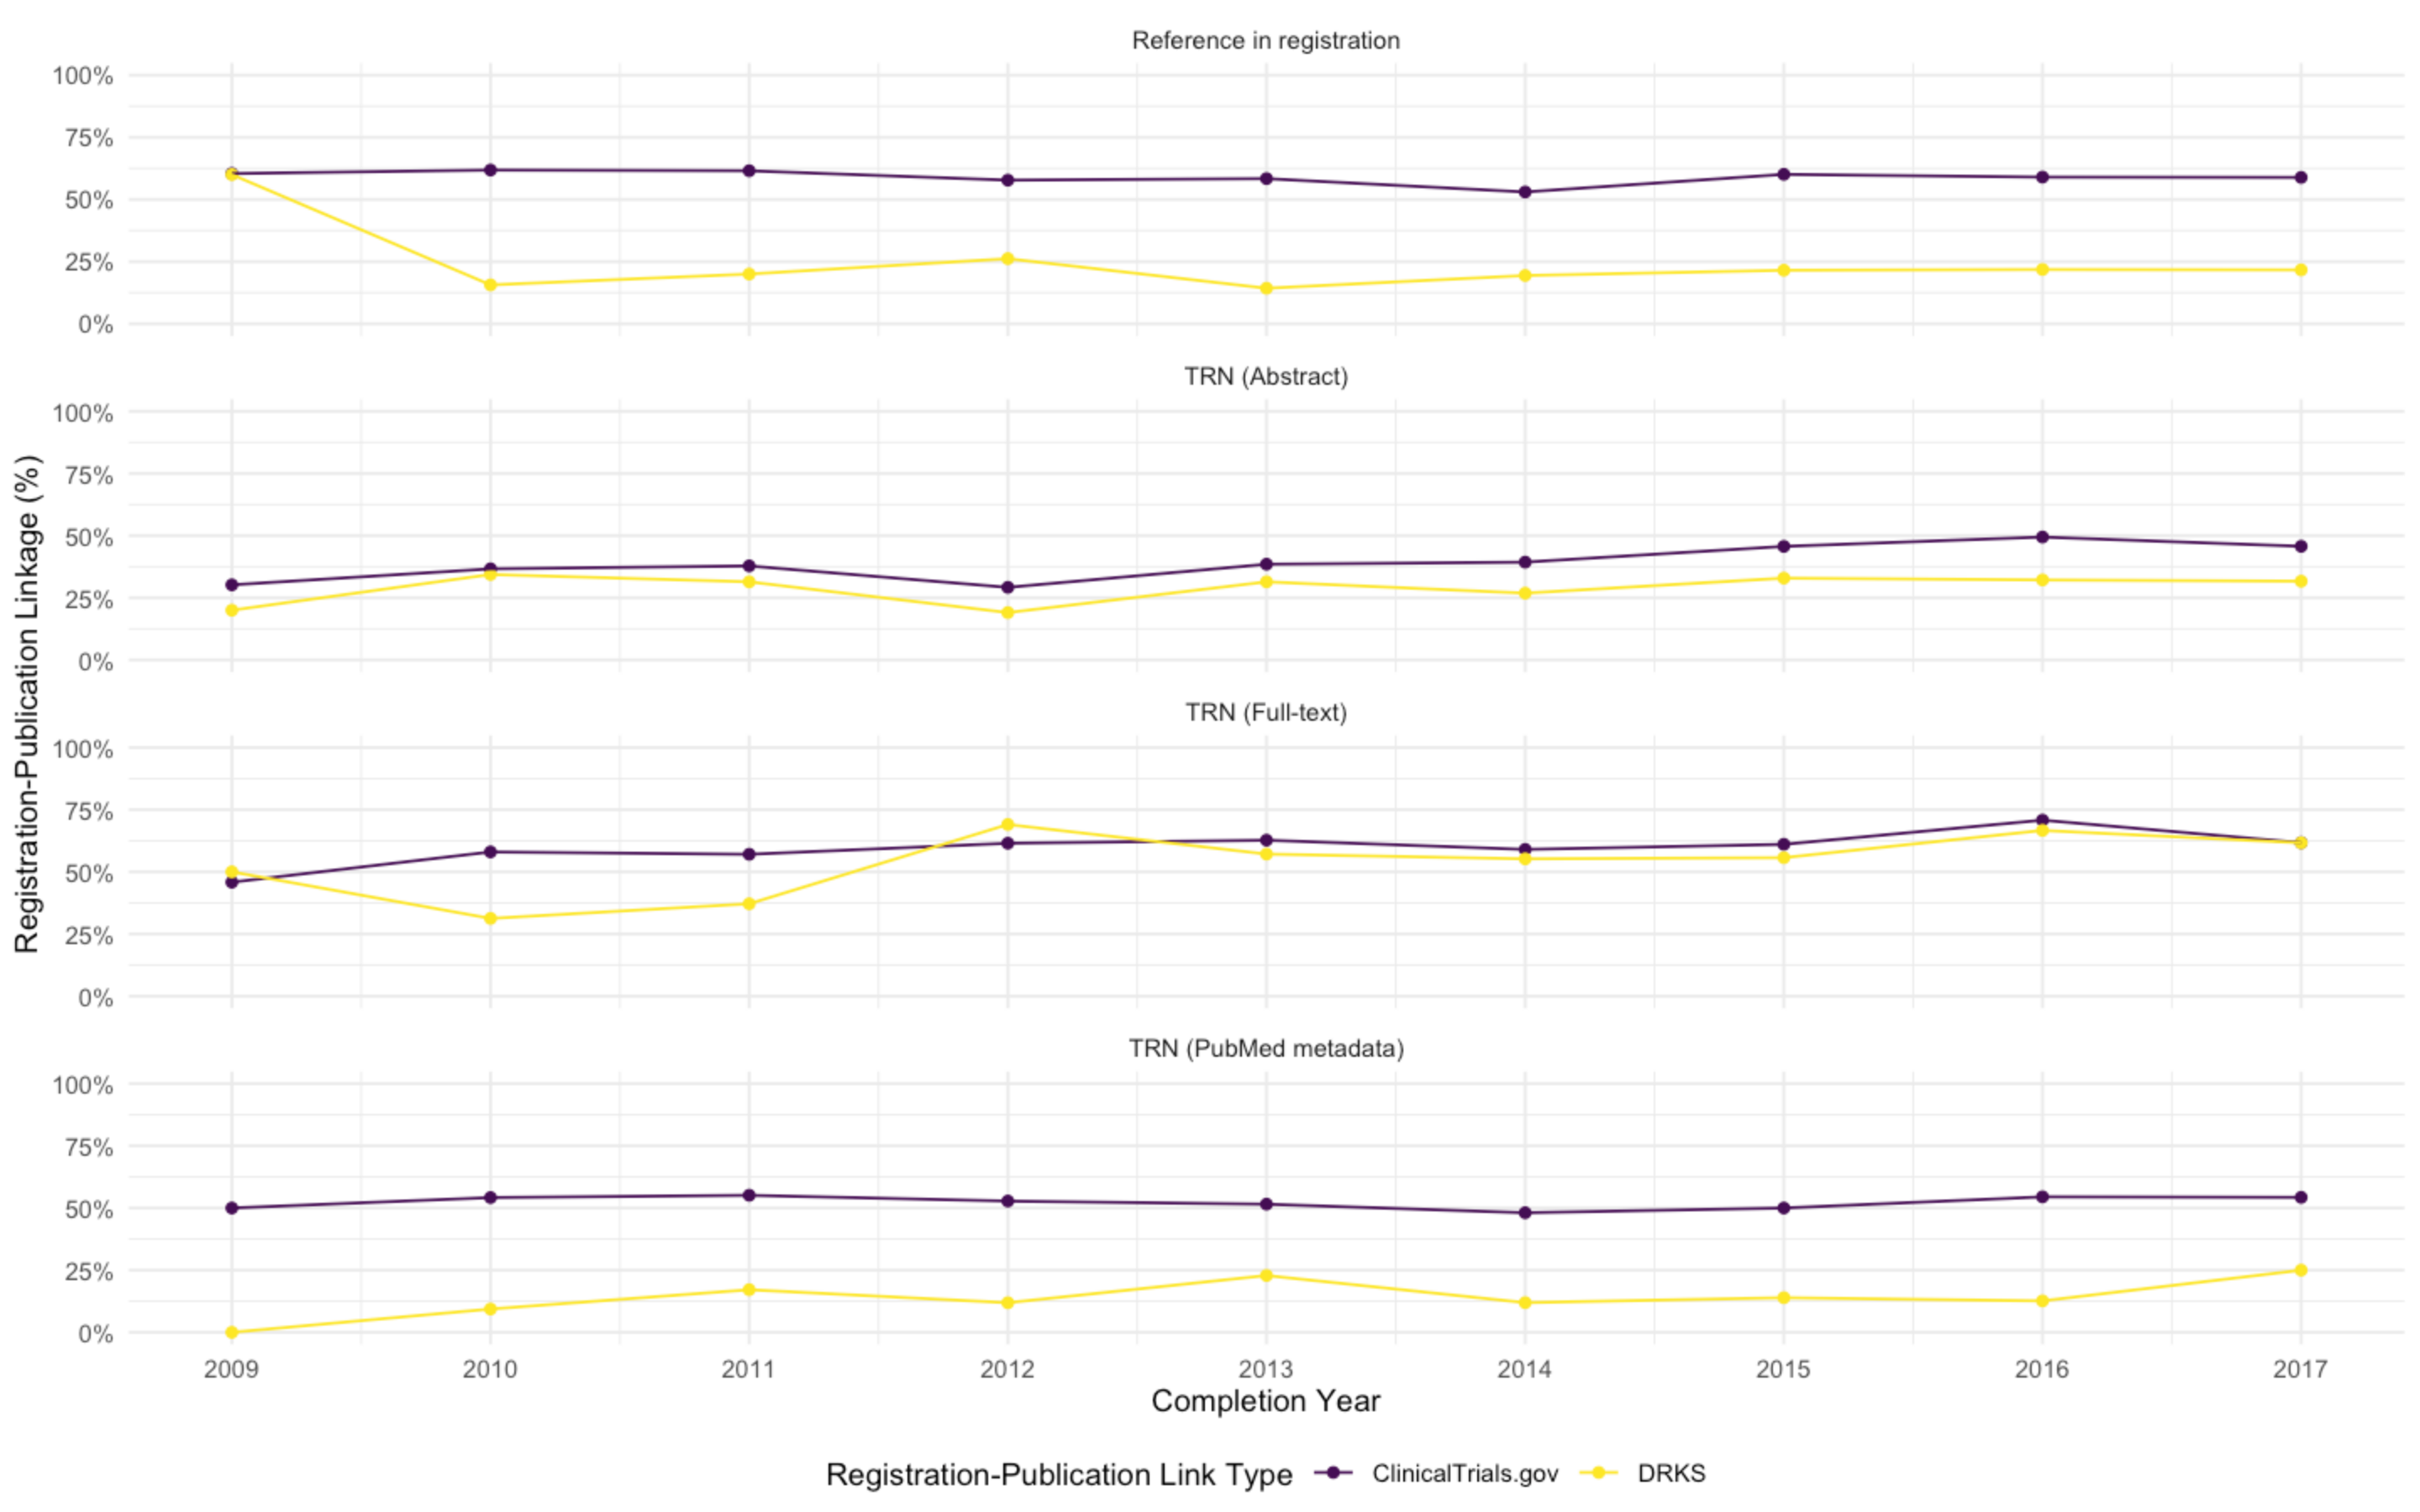 Reference in registration
100%
75%
50%
25%
0%
TRN (Abstract)
100%
75%
50%
25%
0%
TRN (Full-text)
100%
75%
50%
25%
0%
TRN (PubMed metadata)
100%
75%
50%
25%
0%
Registration-Publication Linkage (%)
2009 2010 2011 2012 2013 2014 2015 2016 2017
Completion Year
Registration-Publication Link Type ClinicalTrials.gov DRKS